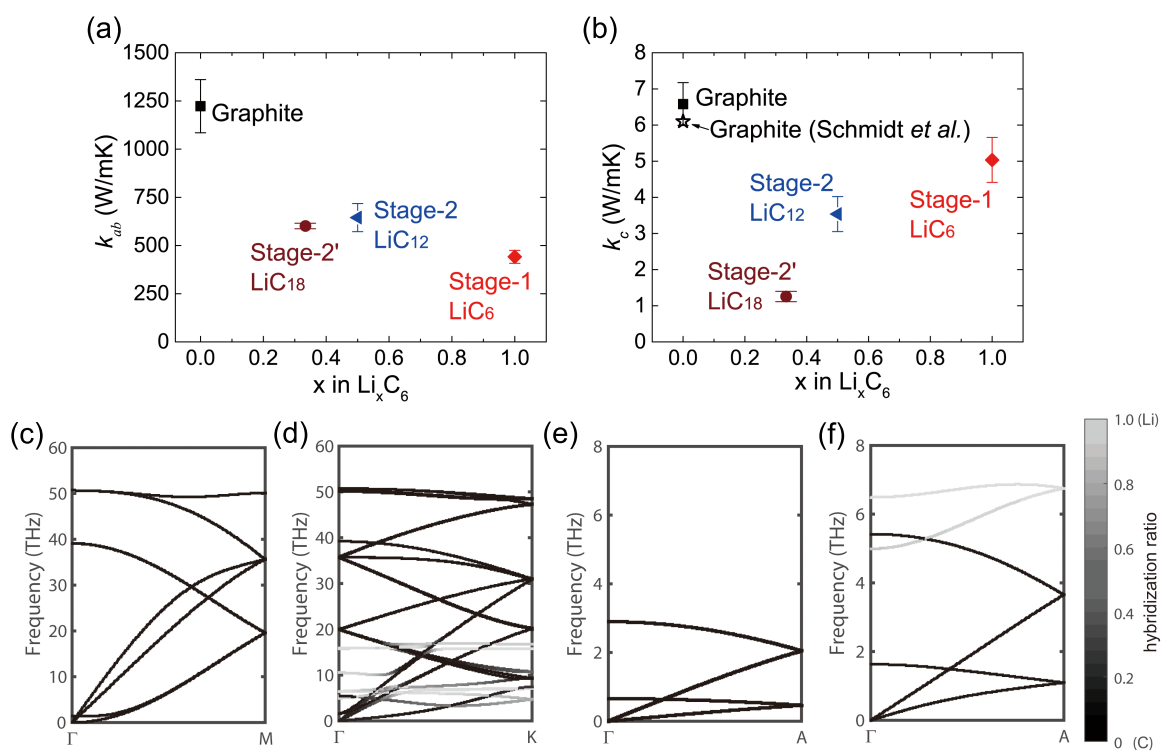 (a)
1500
1250
1000
750
500
250
0
k_ab (W/mK)
Graphite
Stage-2
LiC12
Stage-2'
LiC18
Stage-1
LiC6
0.0 0.2 0.4 0.6 0.8 1.0
x in LixC6
(b)
8
7
6
5
4
3
2
1
0
k_c (W/mK)
Graphite
Graphite (Schmidt et al.)
Stage-2
LiC12
Stage-1
LiC6
Stage-2'
LiC18
0.0 0.2 0.4 0.6 0.8 1.0
x in LixC6
(c)
60
50
40
30
20
10
0
Frequency (THz)
Γ M
(d)
60
50
40
30
20
10
0
Frequency (THz)
Γ K
(e)
8
6
4
2
0
Frequency (THz)
Γ A
(f)
8
6
4
2
0
Frequency (THz)
Γ A
1.0 (Li)
0.8
0.6
0.4
0.2
0 (C)
hybridization ratio